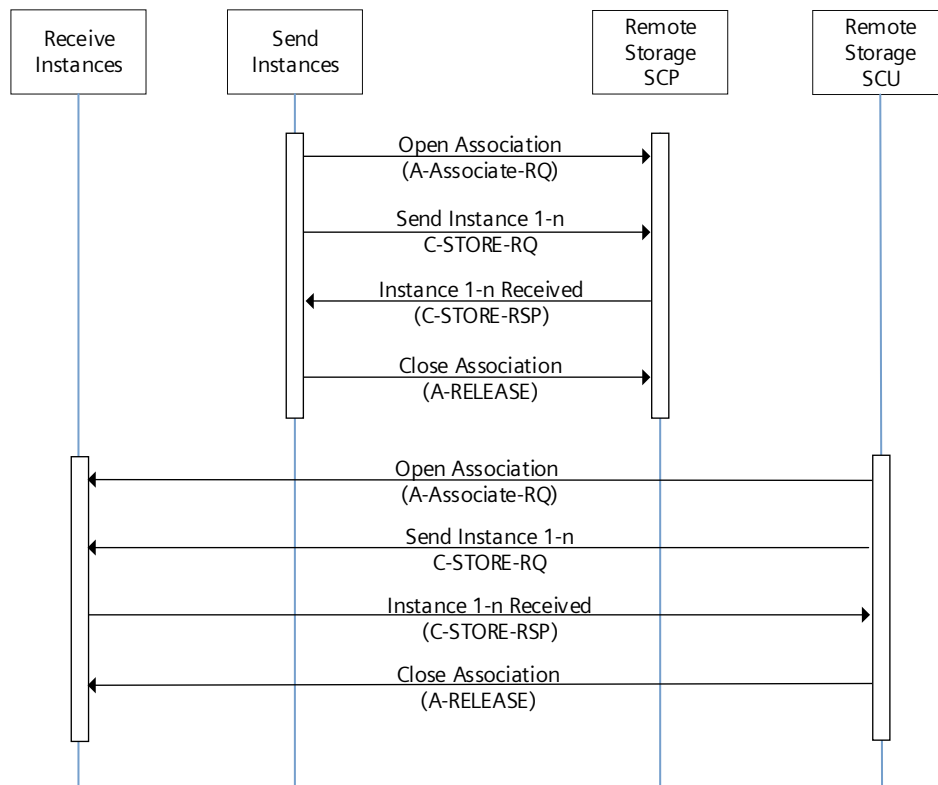 Receive
Instances
Send
Instances
Remote
Storage
SCP
Remote
Storage
SCU
Open Association
(A-Associate-RQ)
Send Instance 1-n
C-STORE-RQ
Instance 1-n Received
(C-STORE-RSP)
Close Association
(A-RELEASE)
Open Association
(A-Associate-RQ)
Send Instance 1-n
C-STORE-RQ
Instance 1-n Received
(C-STORE-RSP)
Close Association
(A-RELEASE)